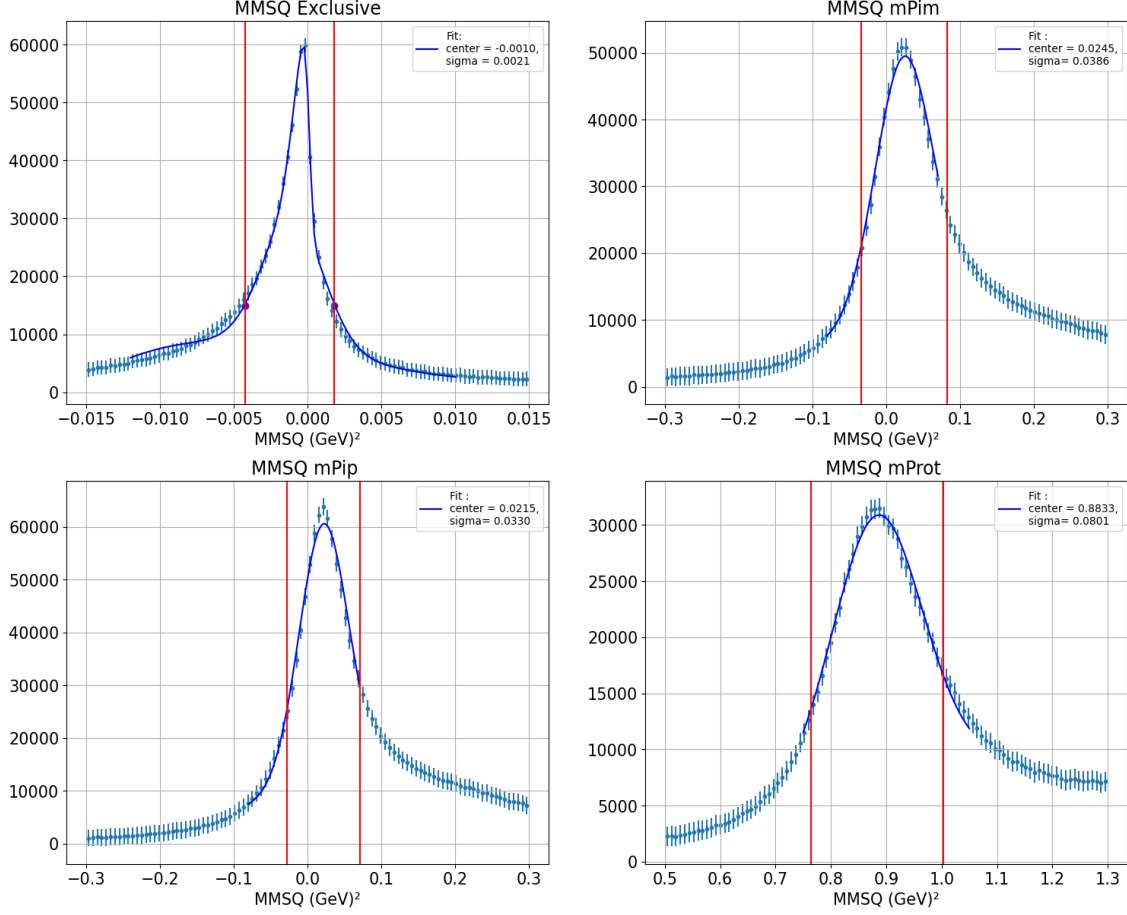 MMSQ Exclusive
60000
50000
40000
30000
20000
10000
0
Fit:
center = -0.0010,
sigma = 0.0021
−0.015 −0.010 −0.005 0.000 0.005 0.010 0.015
MMSQ (GeV)²
MMSQ mPim
50000
40000
30000
20000
10000
0
Fit :
center = 0.0245,
sigma= 0.0386
−0.3 −0.2 −0.1 0.0 0.1 0.2 0.3
MMSQ (GeV)²
MMSQ mPip
60000
50000
40000
30000
20000
10000
0
Fit :
center = 0.0215,
sigma= 0.0330
−0.3 −0.2 −0.1 0.0 0.1 0.2 0.3
MMSQ (GeV)²
MMSQ mProt
30000
25000
20000
15000
10000
5000
0
Fit :
center = 0.8833,
sigma= 0.0801
0.5 0.6 0.7 0.8 0.9 1.0 1.1 1.2 1.3
MMSQ (GeV)²